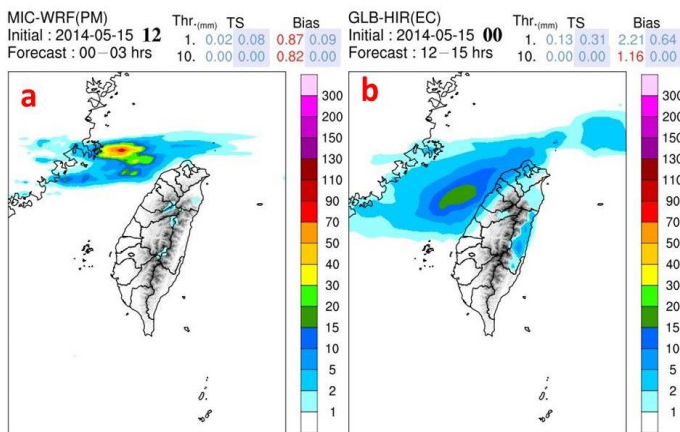 MIC-WRF(PM)
Initial : 2014-05-15 12
Forecast : 00-03 hrs
Thr.(mm) TS Bias
1. 0.02 0.08 0.87 0.09
10. 0.00 0.00 0.82 0.00
a
300
200
150
130
110
90
70
50
40
30
20
15
10
5
2
1
GLB-HIR(EC)
Initial : 2014-05-15 00
Forecast : 12-15 hrs
Thr.(mm) TS Bias
1. 0.13 0.31 2.21 0.64
10. 0.00 0.00 1.16 0.00
b
300
200
150
130
110
90
70
50
40
30
20
15
10
5
2
1